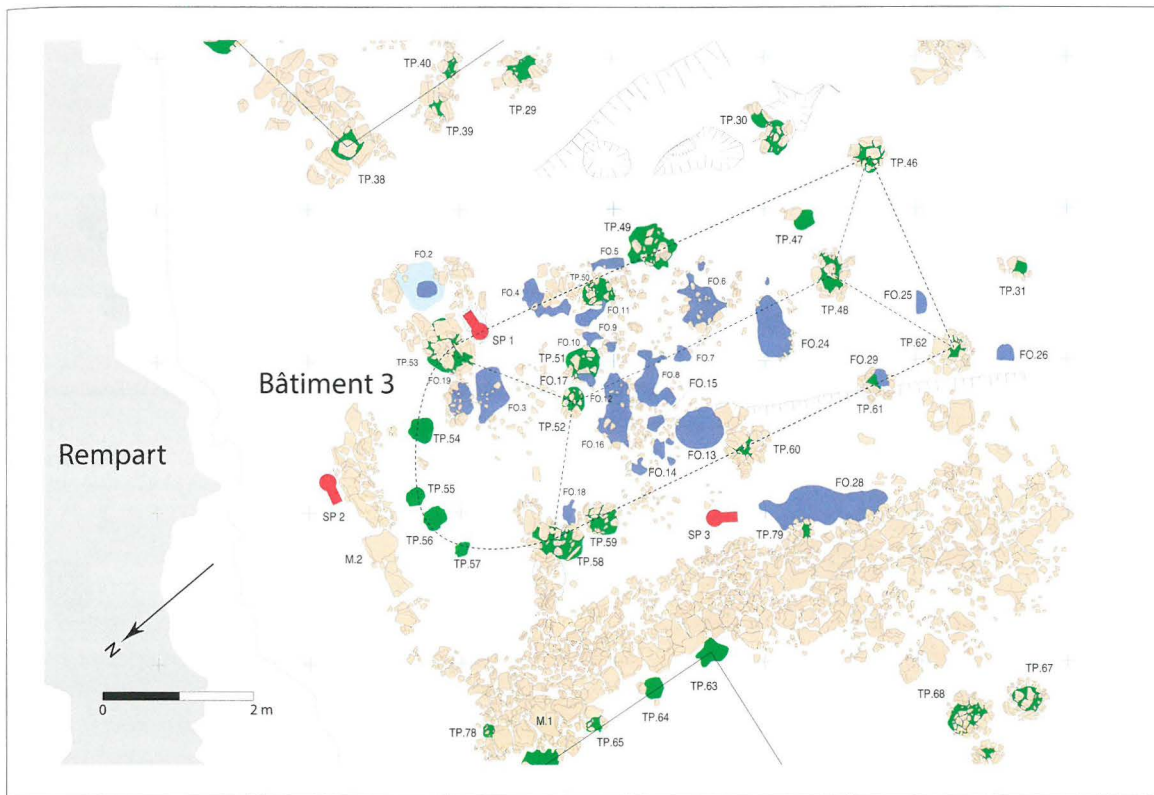 TP.40
TP.29
TP.39
TP.38
TP.30
TP.46
TP.49
TP.47
FO.2
FO.5
TP.50
FO.4
FO.6
FO.11
TP.48
FO.25
TP.31
SP 1
FO.9
FO.10
FO.24
TP.62
TP.53
TP.51
FO.7
FO.29
FO.26
Bâtiment 3
FO.19
FO.17
FO.8
FO.15
FO.3
FO.12
TP.61
TP.52
TP.54
FO.16
FO.13
TP.60
Rempart
FO.14
TP.55
FO.18
FO.28
SP 2
TP.56
TP.59
SP 3
TP.79
M.2
TP.57
TP.58
N
TP.63
TP.67
TP.68
0
2 m
TP.64
M.1
TP.78
TP.65